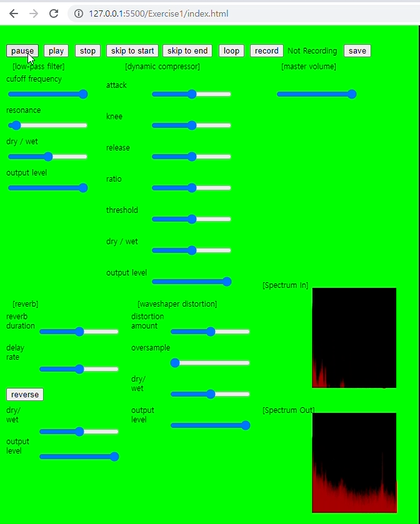 127.0.0.1:5500/Exercise1/index.html
pause play stop skip to start skip to end loop record Not Recording save
[low-pass filter] [dynamic compressor] [master volume]
cutoff frequency
attack
resonance
knee
dry / wet
release
output level
ratio
threshold
dry / wet
output level
[Spectrum in]
[reverb] [waveshaper distortion]
reverb duration
distortion amount
delay rate
oversample
reverse
dry/ wet
dry/ wet
output level
output level
[Spectrum Out]